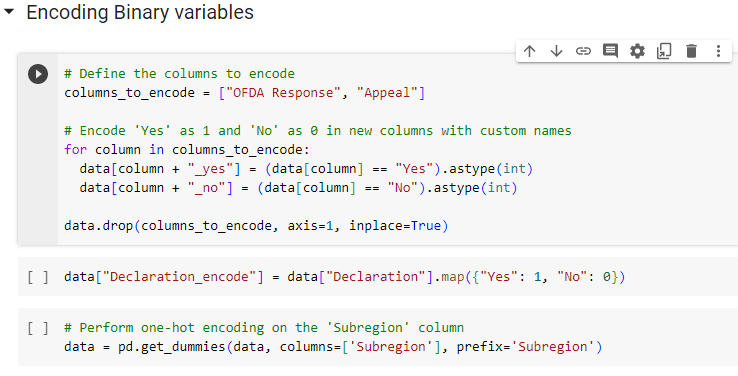 Encoding Binary variables
# Define the columns to encode
columns_to_encode = ["OFDA Response", "Appeal"]
# Encode 'Yes' as 1 and 'No' as 0 in new columns with custom names
for column in columns_to_encode:
  data[column + "_yes"] = (data[column] == "Yes").astype(int)
  data[column + "_no"] = (data[column] == "No").astype(int)
data.drop(columns_to_encode, axis=1, inplace=True)
[ ] data["Declaration_encode"] = data["Declaration"].map({"Yes": 1, "No": 0})
[ ] # Perform one-hot encoding on the 'Subregion' column
data = pd.get_dummies(data, columns=['Subregion'], prefix='Subregion')